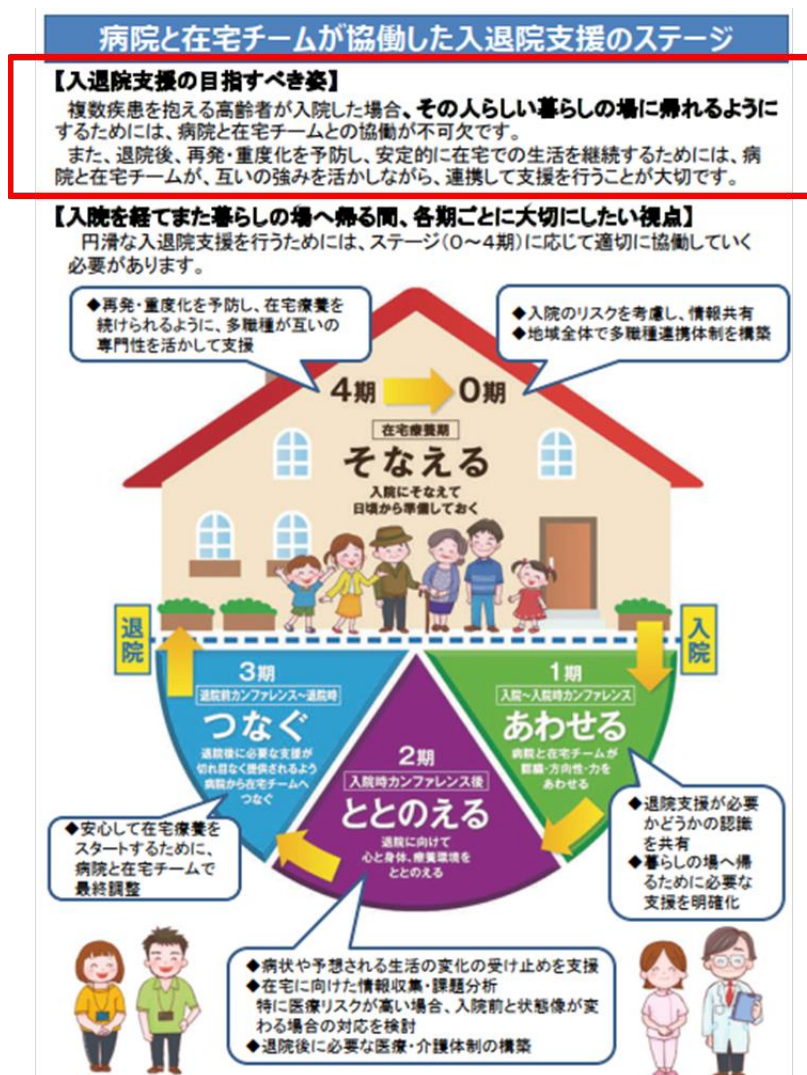 病院と在宅チームが協働した入退院支援のステージ
【入退院支援の目指すべき姿】
複数疾患を抱える高齢者が入院した場合、その人らしい暮らしの場に帰れるように
するためには、病院と在宅チームとの協働が不可欠です。
また、退院後、再発・重度化を予防し、安定的に在宅での生活を継続するためには、病
院と在宅チームが、互いの強みを活かしながら、連携して支援を行うことが大切です。
【入院を経てまた暮らしの場へ帰る間、各期ごとに大切にしたい視点】
円滑な入退院支援を行うためには、ステージ(0～4期)に応じて適切に協働していく
必要があります。
◆再発・重度化を予防し、在宅療養を
続けられるように、多職種が互いの
専門性を活かして支援
◆入院のリスクを考慮し、情報共有
◆地域全体で多職種連携体制を構築
4期
0期
在宅療養期
そなえる
入院にそなえて
日頃から準備しておく
退院
入院
3期
退院前カンファレンス～退院時
つなぐ
退院後に必要な支援が
切れ目なく提供されるよう
病院から在宅チームへ
つなぐ
1期
入院～入院時カンファレンス
あわせる
病院と在宅チームが
認識・方向性・力を
あわせる
2期
入院時カンファレンス後
ととのえる
退院に向けて
心と身体、療養環境を
ととのえる
◆安心して在宅療養を
スタートするために、
病院と在宅チームで
最終調整
◆退院支援が必要
かどうかの認識
を共有
◆暮らしの場へ帰
るために必要な
支援を明確化
◆病状や予想される生活の変化の受け止めを支援
◆在宅に向けた情報収集・課題分析
特に医療リスクが高い場合、入院前と状態像が変
わる場合の対応を検討
◆退院後に必要な医療・介護体制の構築